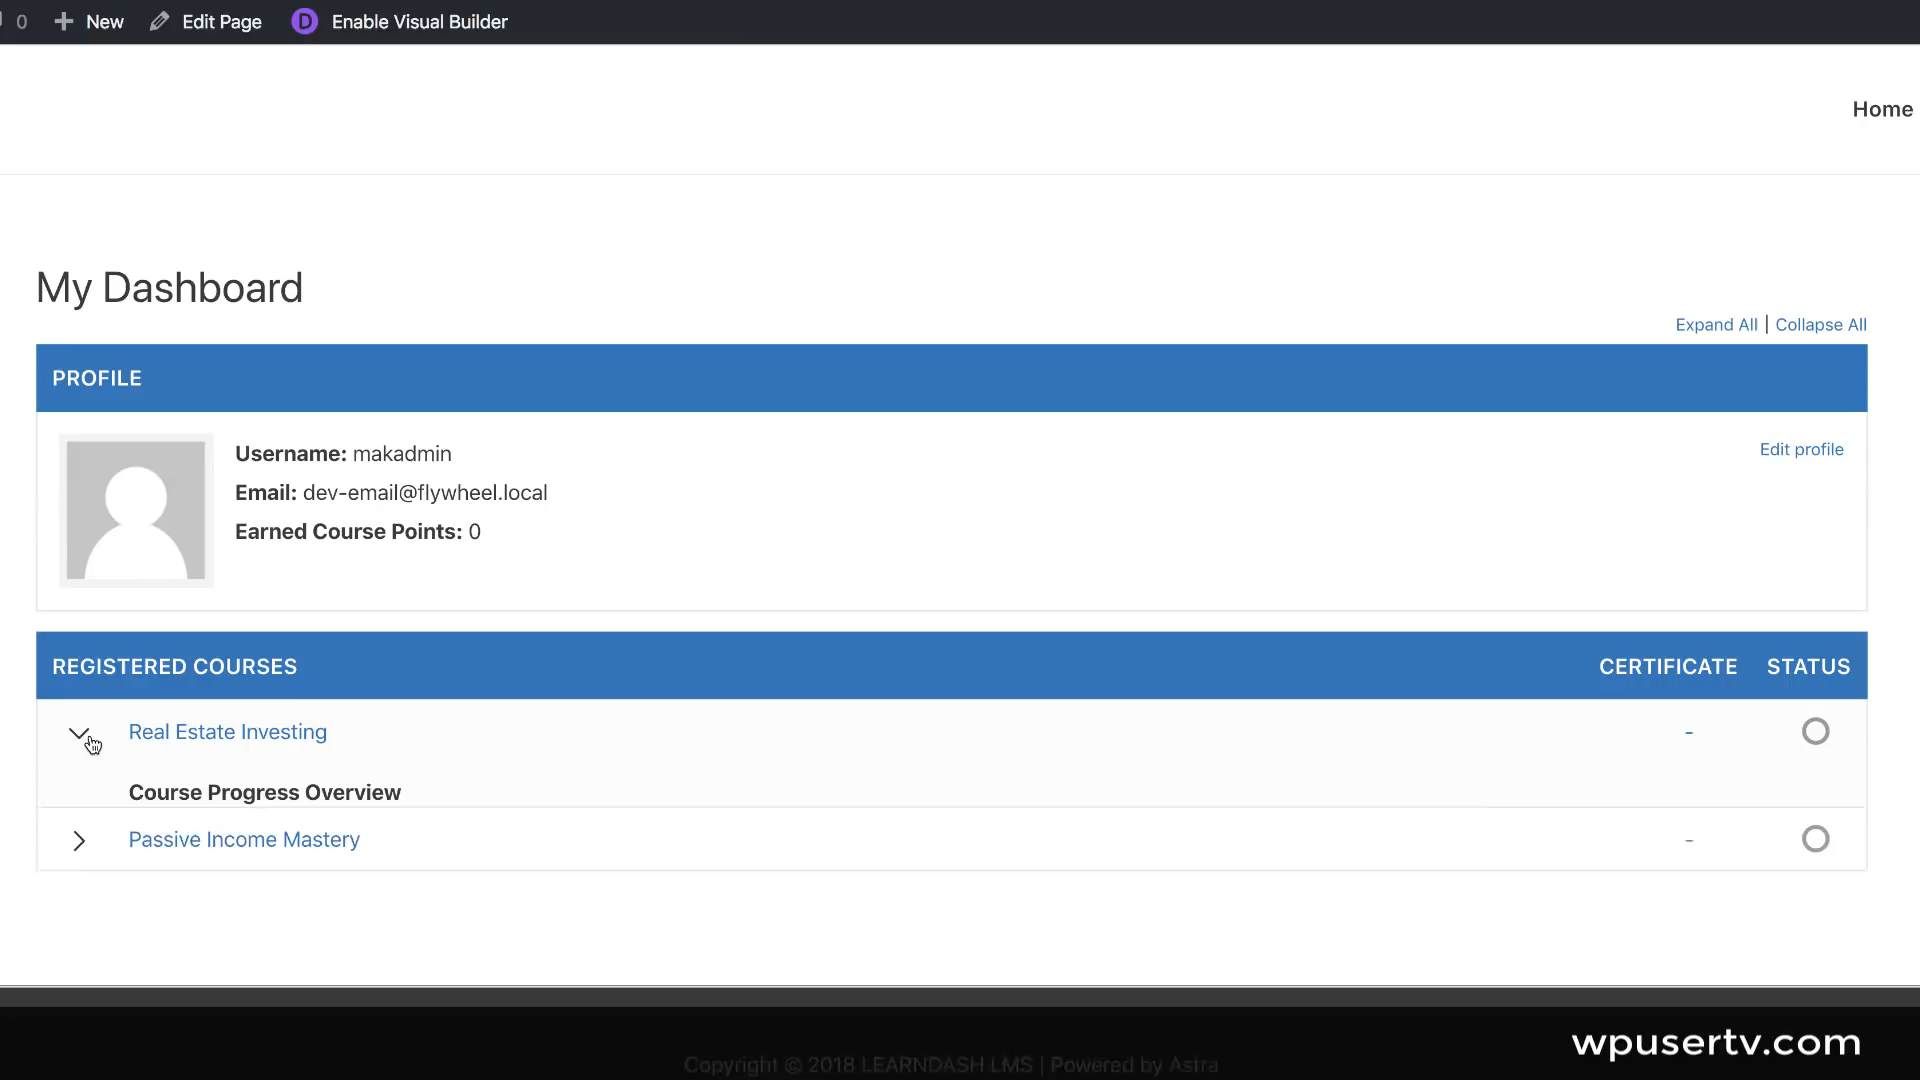 0 New Edit Page D Enable Visual Builder
Home
My Dashboard
Expand All | Collapse All
PROFILE
Username: makadmin
Edit profile
Email: dev-email@flywheel.local
Earned Course Points: 0
REGISTERED COURSES CERTIFICATE STATUS
Real Estate Investing -
Course Progress Overview
Passive Income Mastery -
wpusertv.com
Copyright © 2018 LEARNDASH LMS | Powered by Astra